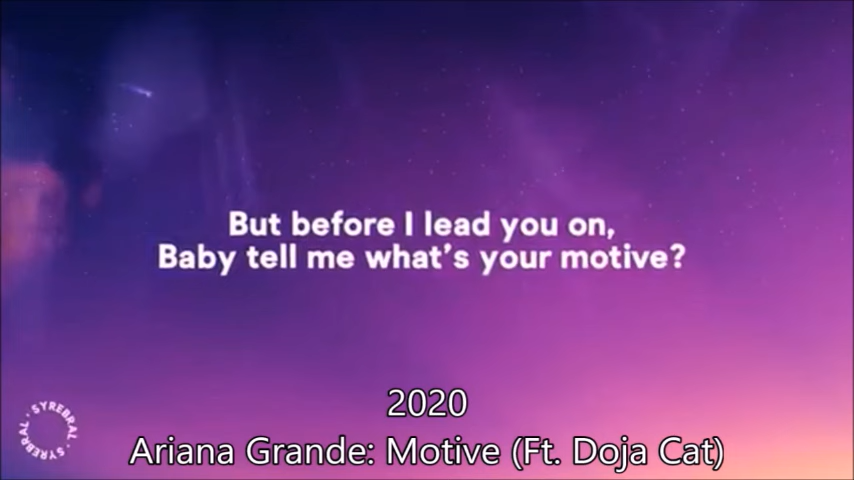 But before I lead you on,
Baby tell me what's your motive?
SYREBRAL · SYREBRAL ·
2020
Ariana Grande: Motive (Ft. Doja Cat)